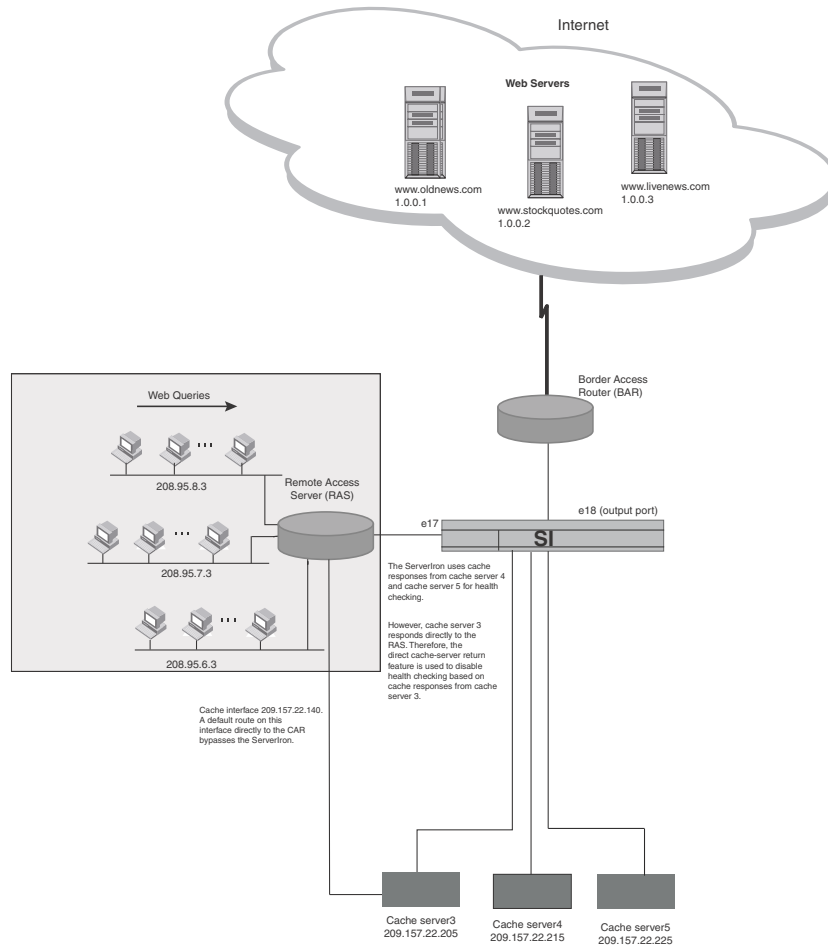 Internet
Web Servers
www.oldnews.com
1.0.0.1
www.stockquotes.com
1.0.0.2
www.livenews.com
1.0.0.3
Border Access
Router (BAR)
Web Queries
208.95.8.3
Remote Access
Server (RAS)
208.95.7.3
208.95.6.3
e17
e18 (output port)
SI
The ServerIron uses cache
responses from cache server 4
and cache server 5 for health
checking.
However, cache server 3
responds directly to the
RAS. Therefore, the
direct cache-server return
feature is used to disable
health checking based on
cache responses from cache
server 3.
Cache interface 209.157.22.140.
A default route on this
interface directly to the CAR
bypasses the ServerIron.
Cache server3
209.157.22.205
Cache server4
209.157.22.215
Cache server5
209.157.22.225